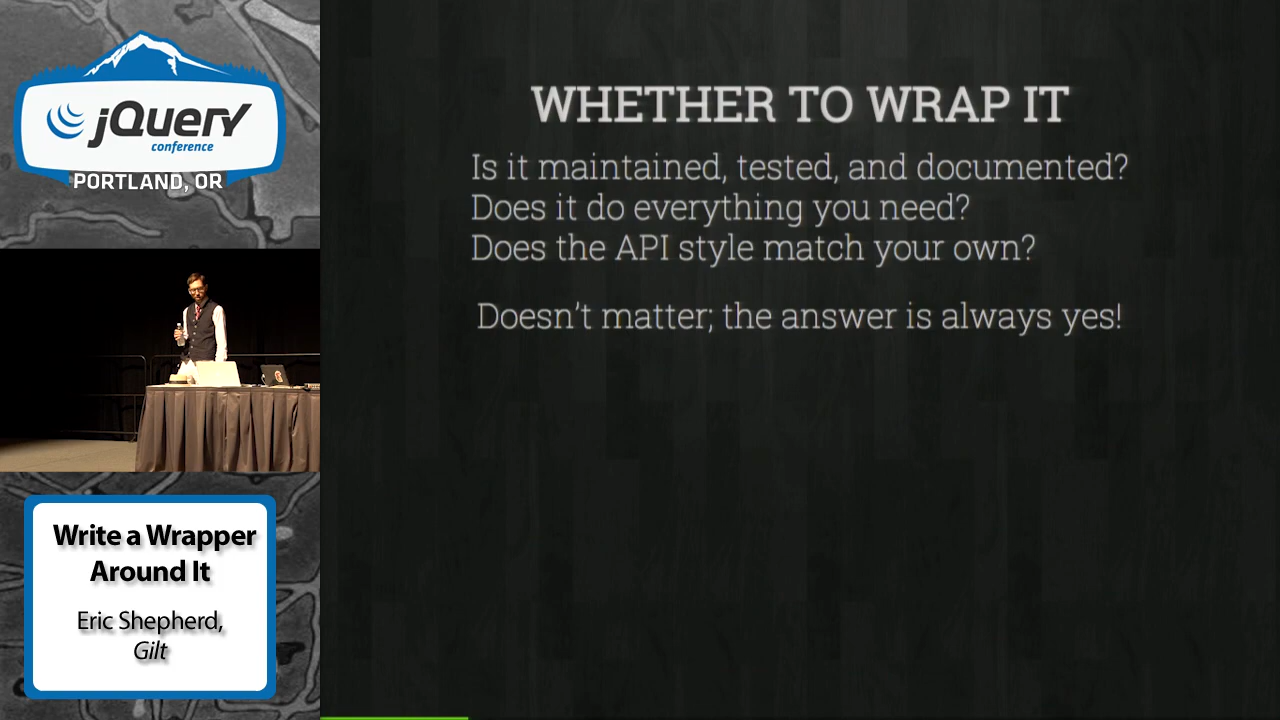 jQuery
conference
PORTLAND, OR
Write a Wrapper
Around It
Eric Shepherd,
Gilt
WHETHER TO WRAP IT
Is it maintained, tested, and documented?
Does it do everything you need?
Does the API style match your own?
Doesn't matter; the answer is always yes!